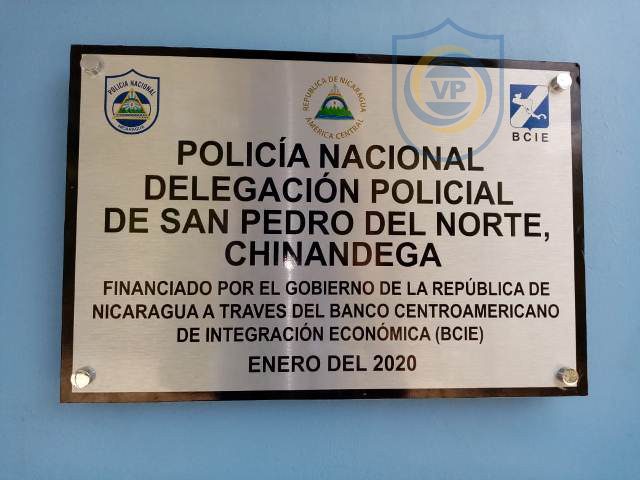 POLICÍA NACIONAL
NICARAGUA
REPUBLICA DE NICARAGUA
AMERICA CENTRAL
VP
BCIE
POLICÍA NACIONAL
DELEGACIÓN POLICIAL
DE SAN PEDRO DEL NORTE,
CHINANDEGA
FINANCIADO POR EL GOBIERNO DE LA REPÚBLICA DE
NICARAGUA A TRAVES DEL BANCO CENTROAMERICANO
DE INTEGRACIÓN ECONÓMICA (BCIE)
ENERO DEL 2020